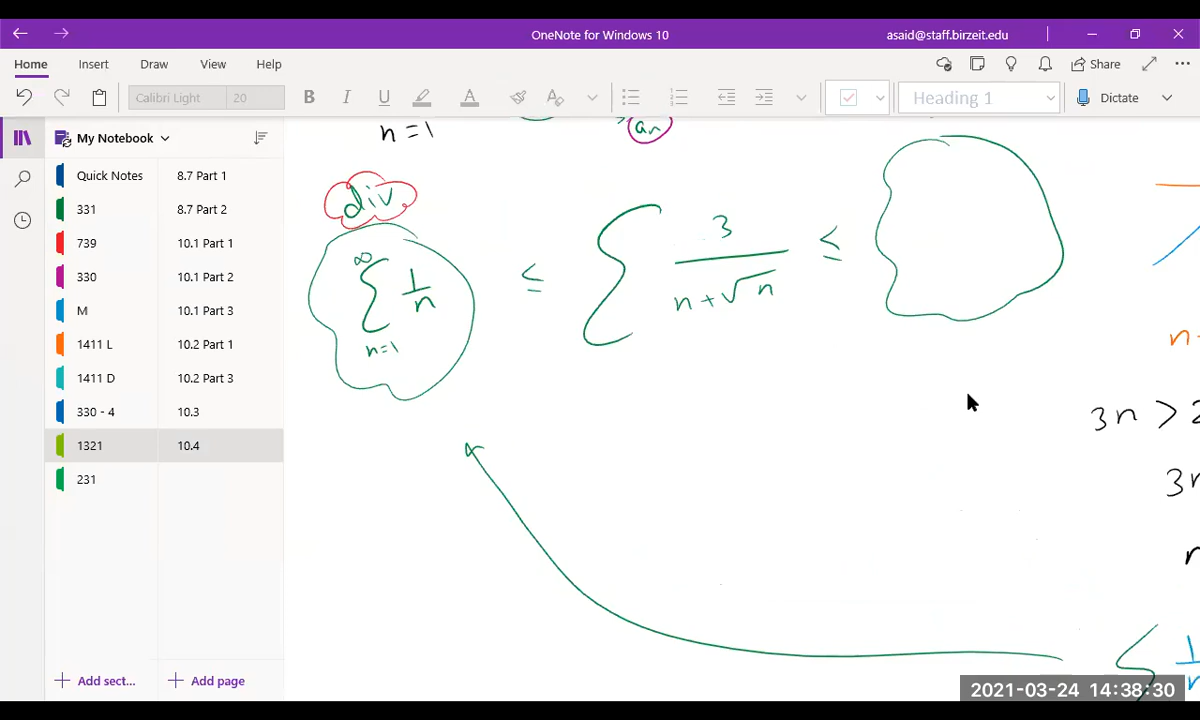 OneNote for Windows 10
asaid@staff.birzeit.edu
Home Insert Draw View Help
Share
Calibri Light 20 B I U A
Heading 1
Dictate
My Notebook
Quick Notes 8.7 Part 1
331 8.7 Part 2
739 10.1 Part 1
330 10.1 Part 2
M 10.1 Part 3
1411 L 10.2 Part 1
1411 D 10.2 Part 3
330 - 4 10.3
1321 10.4
231
+ Add sect... + Add page
n = 1
an
div
∞
∑ 1/n ≤ ∑ 3/(n + √n) ≤
n=1
3n > 2
3n
n
∑ 1/n
2021-03-24 14:38:30